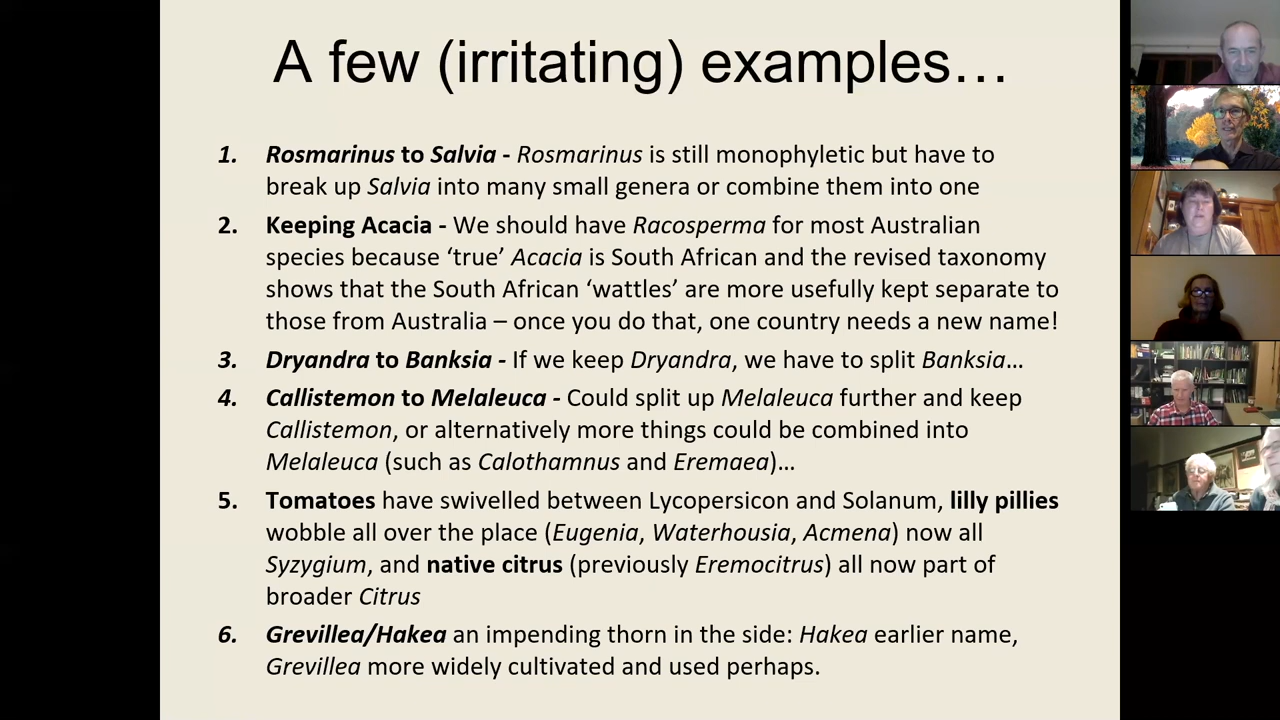 A few (irritating) examples…
1. Rosmarinus to Salvia - Rosmarinus is still monophyletic but have to
break up Salvia into many small genera or combine them into one
2. Keeping Acacia - We should have Racosperma for most Australian
species because ‘true’ Acacia is South African and the revised taxonomy
shows that the South African ‘wattles’ are more usefully kept separate to
those from Australia – once you do that, one country needs a new name!
3. Dryandra to Banksia - If we keep Dryandra, we have to split Banksia…
4. Callistemon to Melaleuca - Could split up Melaleuca further and keep
Callistemon, or alternatively more things could be combined into
Melaleuca (such as Calothamnus and Eremaea)…
5. Tomatoes have swivelled between Lycopersicon and Solanum, lilly pillies
wobble all over the place (Eugenia, Waterhousia, Acmena) now all
Syzygium, and native citrus (previously Eremocitrus) all now part of
broader Citrus
6. Grevillea/Hakea an impending thorn in the side: Hakea earlier name,
Grevillea more widely cultivated and used perhaps.